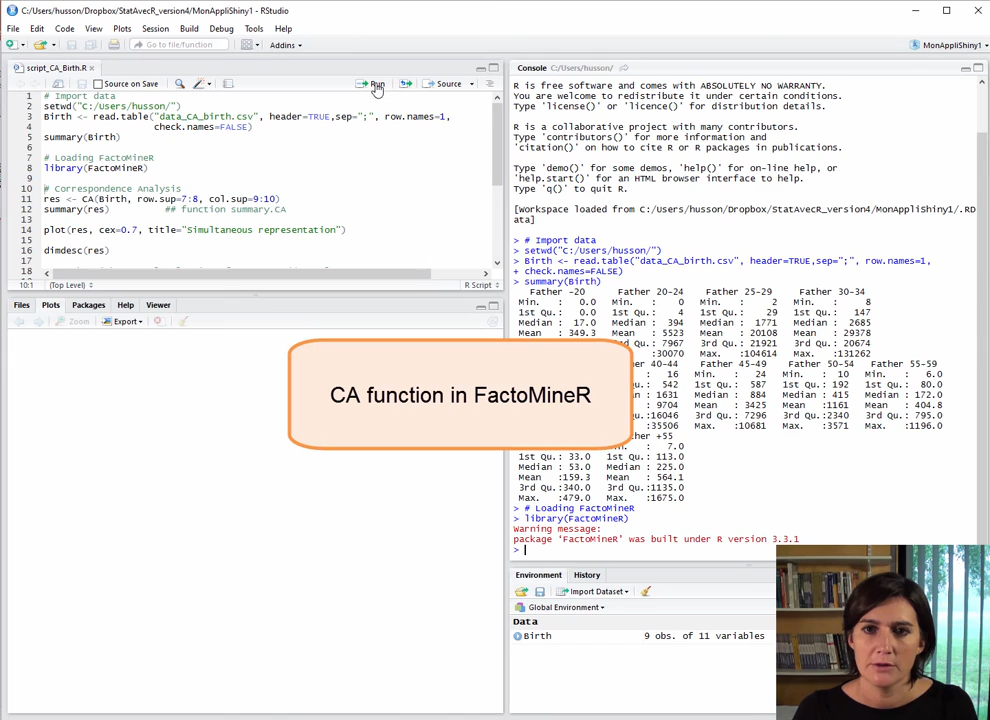 C:/Users/husson/Dropbox/StatAvecR_version4/MonAppliShiny1 - RStudio
File Edit Code View Plots Session Build Debug Tools Help
Go to file/function Addins MonAppliShiny1
script_CA_Birth.R
Source on Save Run Source
1 # Import data
2 setwd("C:/Users/husson/")
3 Birth <- read.table("data_CA_birth.csv", header=TRUE,sep=";", row.names=1,
4 check.names=FALSE)
5 summary(Birth)
6
7 # Loading FactoMineR
8 library(FactoMineR)
9
10 # Correspondence Analysis
11 res <- CA(Birth, row.sup=7:8, col.sup=9:10)
12 summary(res) ## function summary.CA
13
14 plot(res, cex=0.7, title="Simultaneous representation")
15
16 dimdesc(res)
17
18
10:1 (Top Level) R Script
Files Plots Packages Help Viewer
Zoom Export
CA function in FactoMineR
Console C:/Users/husson/
R is free software and comes with ABSOLUTELY NO WARRANTY.
You are welcome to redistribute it under certain conditions.
Type 'license()' or 'licence()' for distribution details.
R is a collaborative project with many contributors.
Type 'contributors()' for more information and
'citation()' on how to cite R or R packages in publications.
Type 'demo()' for some demos, 'help()' for on-line help, or
'help.start()' for an HTML browser interface to help.
Type 'q()' to quit R.
[Workspace loaded from C:/Users/husson/Dropbox/StatAvecR_version4/MonAppliShiny1/.RD
ata]
> # Import data
> setwd("C:/Users/husson/")
> Birth <- read.table("data_CA_birth.csv", header=TRUE,sep=";", row.names=1,
+ check.names=FALSE)
> summary(Birth)
Father -20 Father 20-24 Father 25-29 Father 30-34
Min. : 0.0 Min. : 0 Min. : 2 Min. : 8
1st Qu.: 0.0 1st Qu.: 4 1st Qu.: 29 1st Qu.: 147
Median : 17.0 Median : 394 Median : 1771 Median : 2685
Mean : 349.3 Mean : 5523 Mean : 20108 Mean : 29378
3rd Qu.: 7967 3rd Qu.: 21921 3rd Qu.: 20674
:30070 Max. :104614 Max. :131262
40-44 Father 45-49 Father 50-54 Father 55-59
16 Min. : 24 Min. : 10 Min. : 6.0
542 1st Qu.: 587 1st Qu.: 192 1st Qu.: 80.0
1631 Median : 884 Median : 415 Median : 172.0
9704 Mean : 3425 Mean :1161 Mean : 404.8
:16046 3rd Qu.: 7296 3rd Qu.:2340 3rd Qu.: 795.0
:35506 Max. :10681 Max. :3571 Max. :1196.0
+55
: 7.0
1st Qu.: 33.0 1st Qu.: 113.0
Median : 53.0 Median : 225.0
Mean :159.3 Mean : 564.1
3rd Qu.:340.0 3rd Qu.:1135.0
Max. :479.0 Max. :1675.0
> # Loading FactoMineR
> library(FactoMineR)
Warning message:
package 'FactoMineR' was built under R version 3.3.1
>
Environment History
Import Dataset
Global Environment
Data
Birth 9 obs. of 11 variables